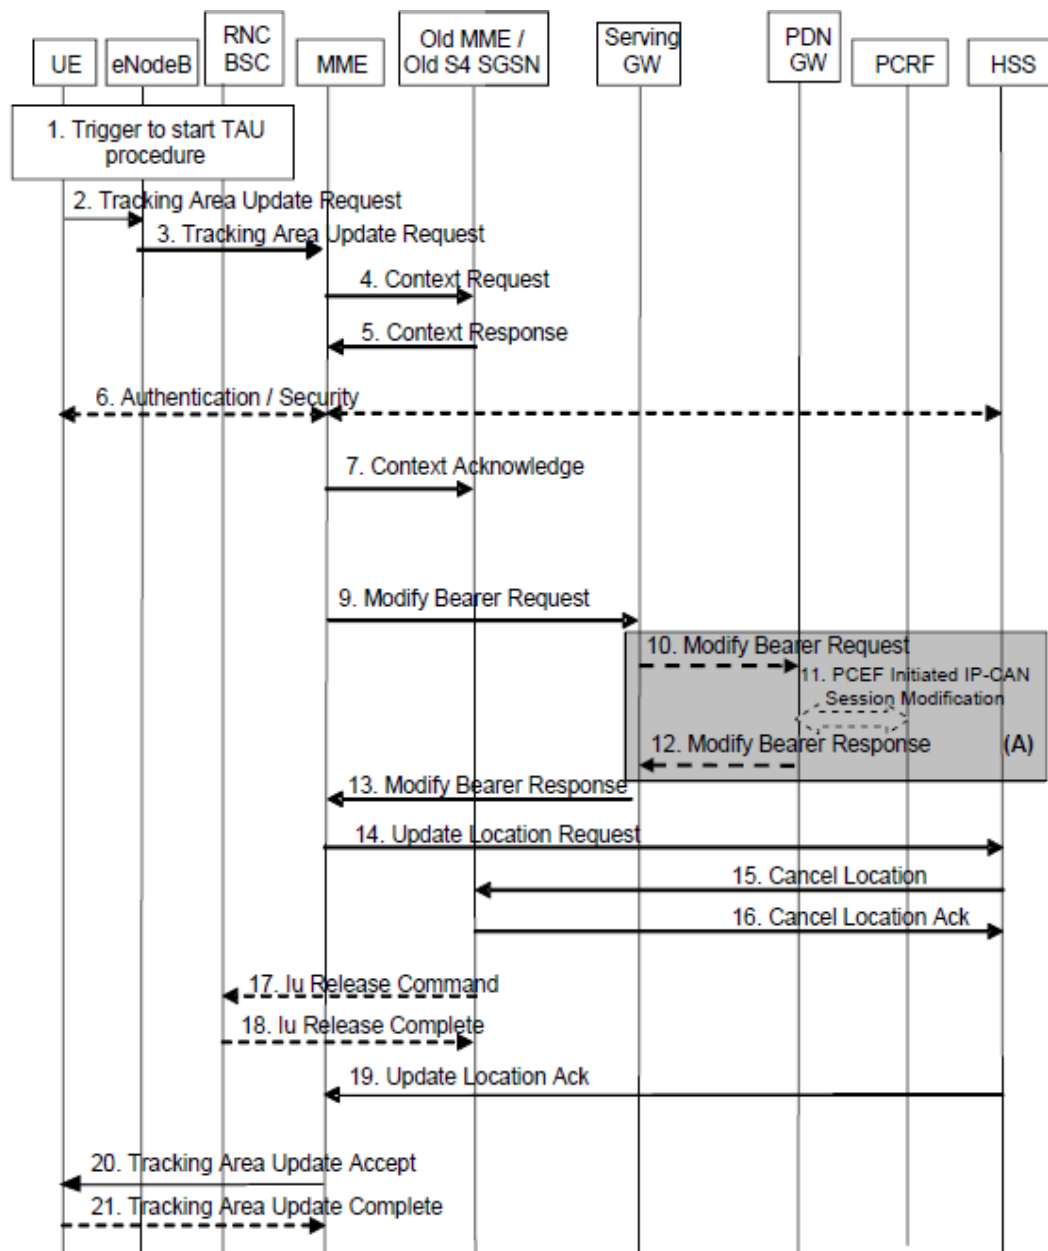 UE
eNodeB
RNC
BSC
MME
Old MME /
Old S4 SGSN
Serving
GW
PDN
GW
PCRF
HSS
1. Trigger to start TAU
procedure
2. Tracking Area Update Request
3. Tracking Area Update Request
4. Context Request
5. Context Response
6. Authentication / Security
7. Context Acknowledge
9. Modify Bearer Request
10. Modify Bearer Request
11. PCEF Initiated IP-CAN
Session Modification
12. Modify Bearer Response
(A)
13. Modify Bearer Response
14. Update Location Request
15. Cancel Location
16. Cancel Location Ack
17. Iu Release Command
18. Iu Release Complete
19. Update Location Ack
20. Tracking Area Update Accept
21. Tracking Area Update Complete